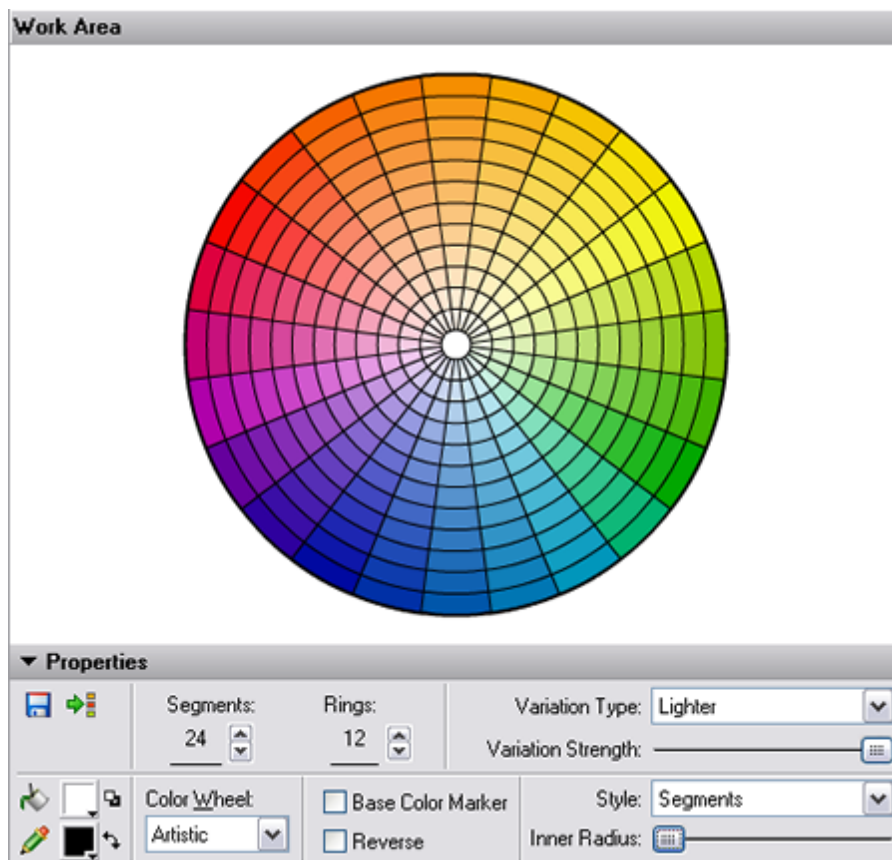 Work Area
Properties
Segments: Rings: Variation Type: Lighter
24 12 Variation Strength:
Color Wheel: Base Color Marker Style: Segments
Artistic Reverse Inner Radius: